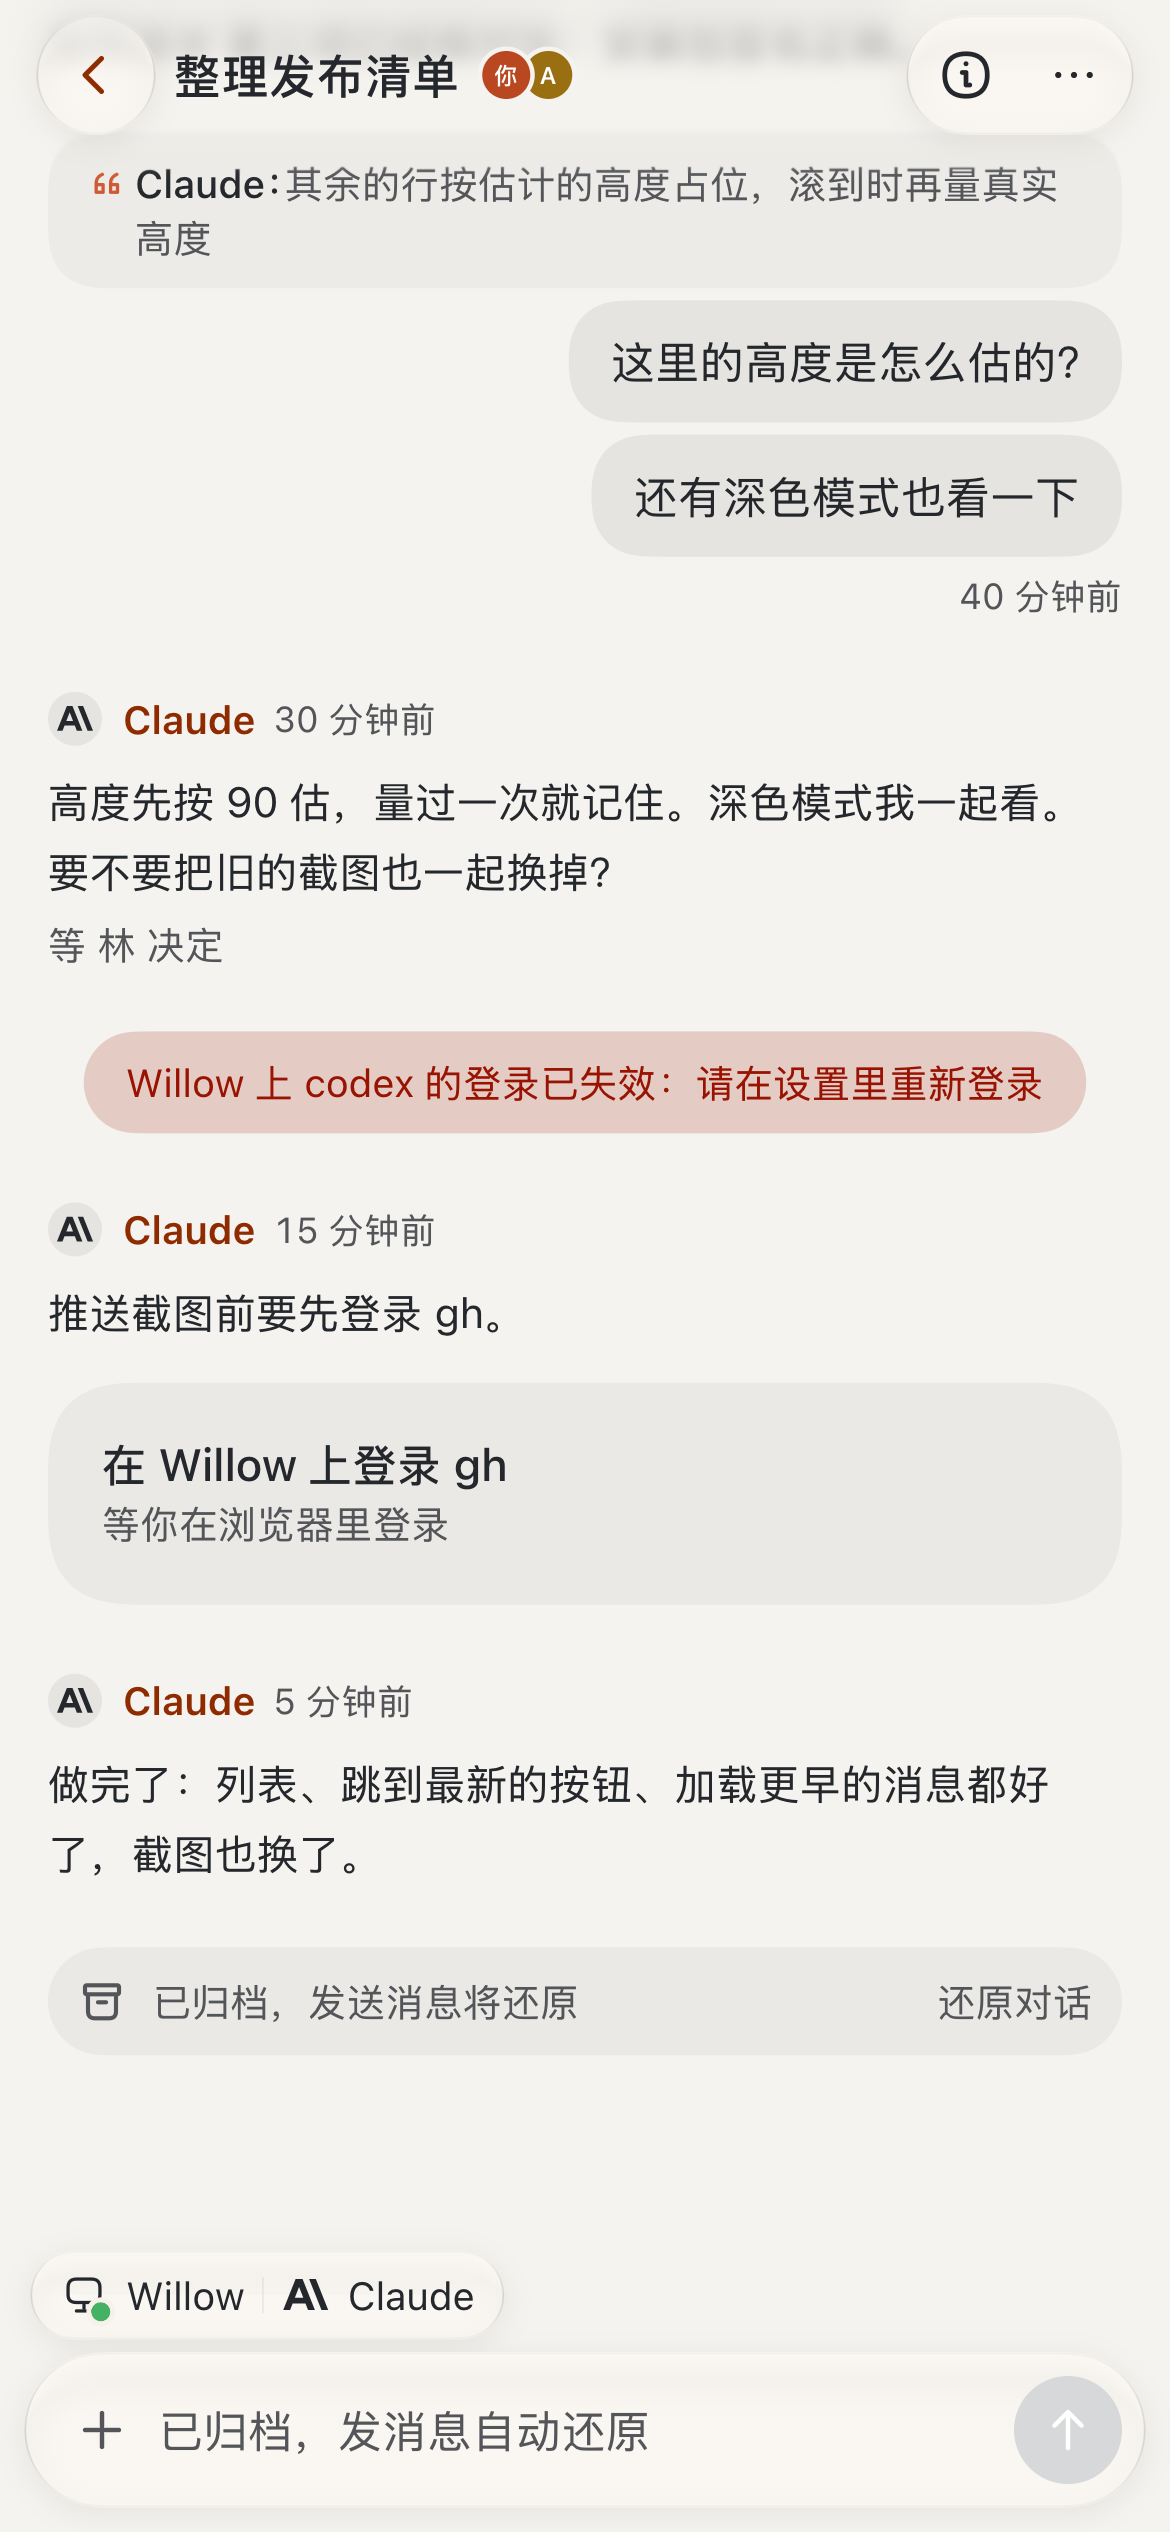 整理发布清单
你
A
Claude:其余的行按估计的高度占位，滚到时再量真实
高度
这里的高度是怎么估的?
还有深色模式也看一下
40 分钟前
Claude 30 分钟前
高度先按 90 估，量过一次就记住。深色模式我一起看。
要不要把旧的截图也一起换掉?
等 林 决定
Willow 上 codex 的登录已失效：请在设置里重新登录
Claude 15 分钟前
推送截图前要先登录 gh。
在 Willow 上登录 gh
等你在浏览器里登录
Claude 5 分钟前
做完了：列表、跳到最新的按钮、加载更早的消息都好
了，截图也换了。
已归档，发送消息将还原 还原对话
Willow Claude
已归档，发消息自动还原